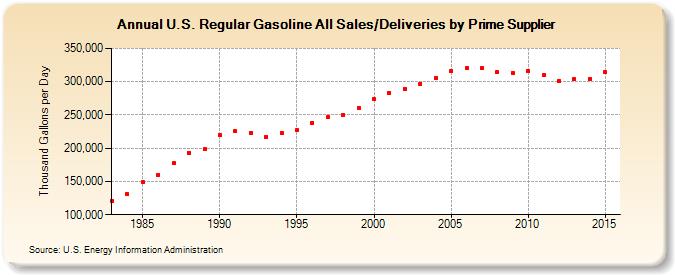 Annual U.S. Regular Gasoline All Sales/Deliveries by Prime Supplier
Thousand Gallons per Day
350,000
300,000
250,000
200,000
150,000
100,000
1985 1990 1995 2000 2005 2010 2015
Source: U.S. Energy Information Administration